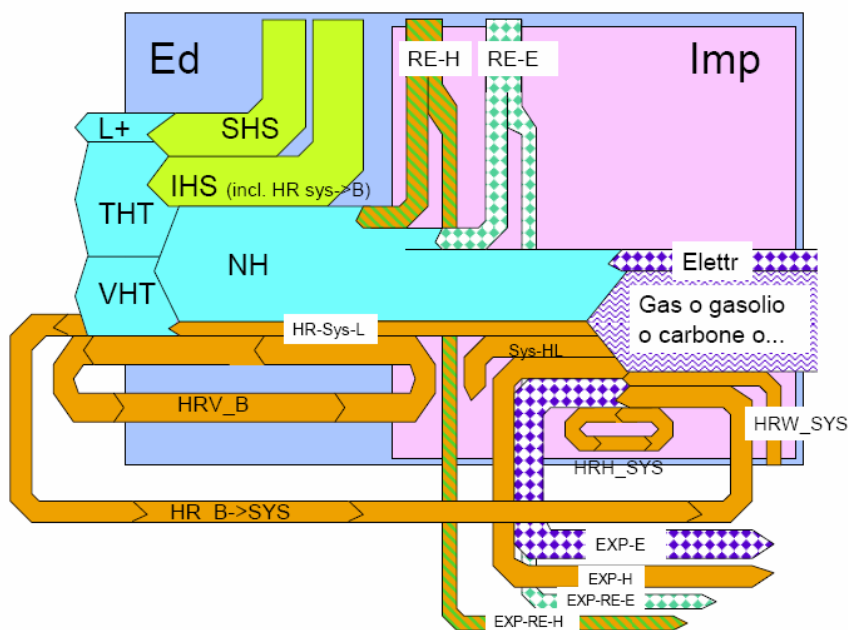 Ed
RE-H
RE-E
Imp
L+
SHS
IHS (incl. HR sys->B)
THT
NH
Elettr
VHT
Gas o gasolio
o carbone o...
HR-Sys-L
Sys-HL
HRV_B
HRW_SYS
HRH_SYS
HR_B->SYS
EXP-E
EXP-H
EXP-RE-E
EXP-RE-H